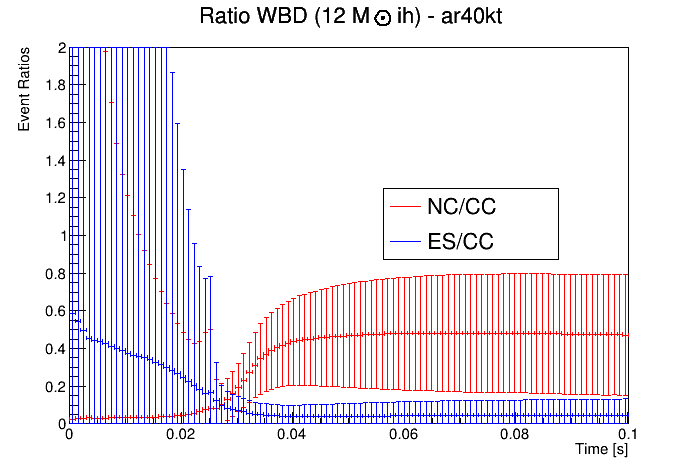 Ratio WBD (12 M⊙ ih) - ar40kt
Event Ratios
2
1.8
1.6
1.4
1.2
1
0.8
0.6
0.4
0.2
0
NC/CC
ES/CC
0 0.02 0.04 0.06 0.08 0.1
Time [s]